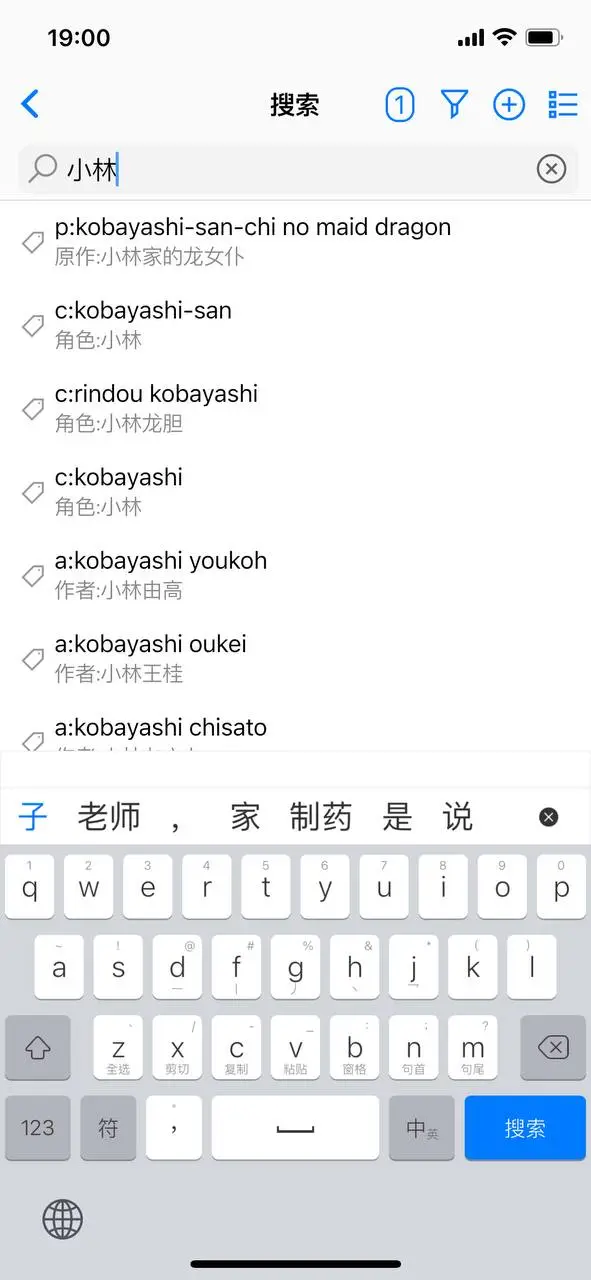 19:00
搜索
1
小林
p:kobayashi-san-chi no maid dragon
原作:小林家的龙女仆
c:kobayashi-san
角色:小林
c:rindou kobayashi
角色:小林龙胆
c:kobayashi
角色:小林
a:kobayashi youkoh
作者:小林由高
a:kobayashi oukei
作者:小林王桂
a:kobayashi chisato
子 老师 , 家 制药 是 说
1 2 3 4 5 6 7 8 9 0
q w e r t y u i o p
~ ! @ # % & * ( )
a s d f g h j k l
z x c v b n m
全选 剪切 复制 粘贴 窗格 句首 句尾
123 符 , 中英 搜索